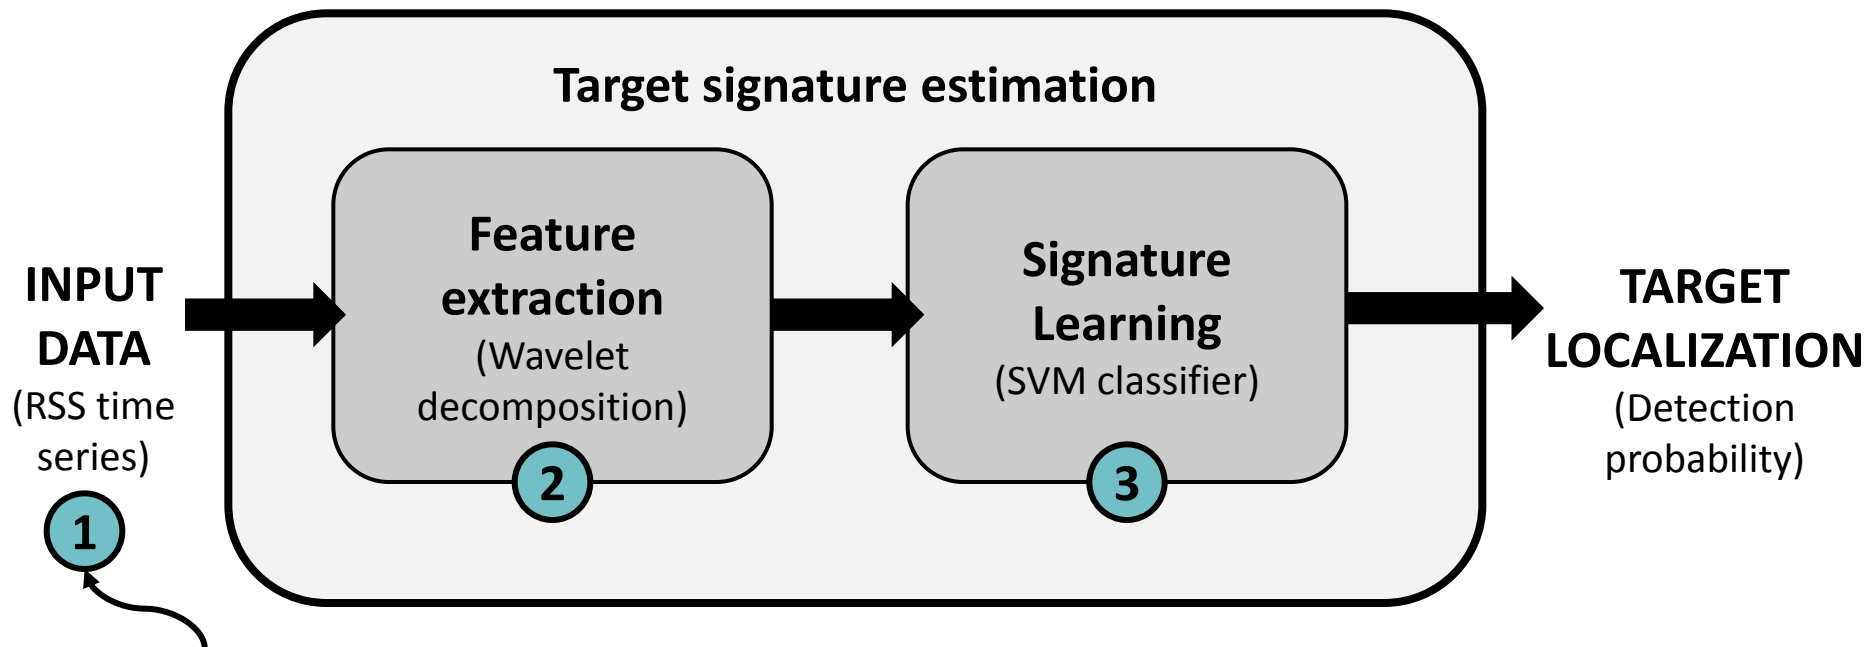 Target signature estimation
INPUT
DATA
(RSS time
series)
1
Feature
extraction
(Wavelet
decomposition)
2
Signature
Learning
(SVM classifier)
3
TARGET
LOCALIZATION
(Detection
probability)